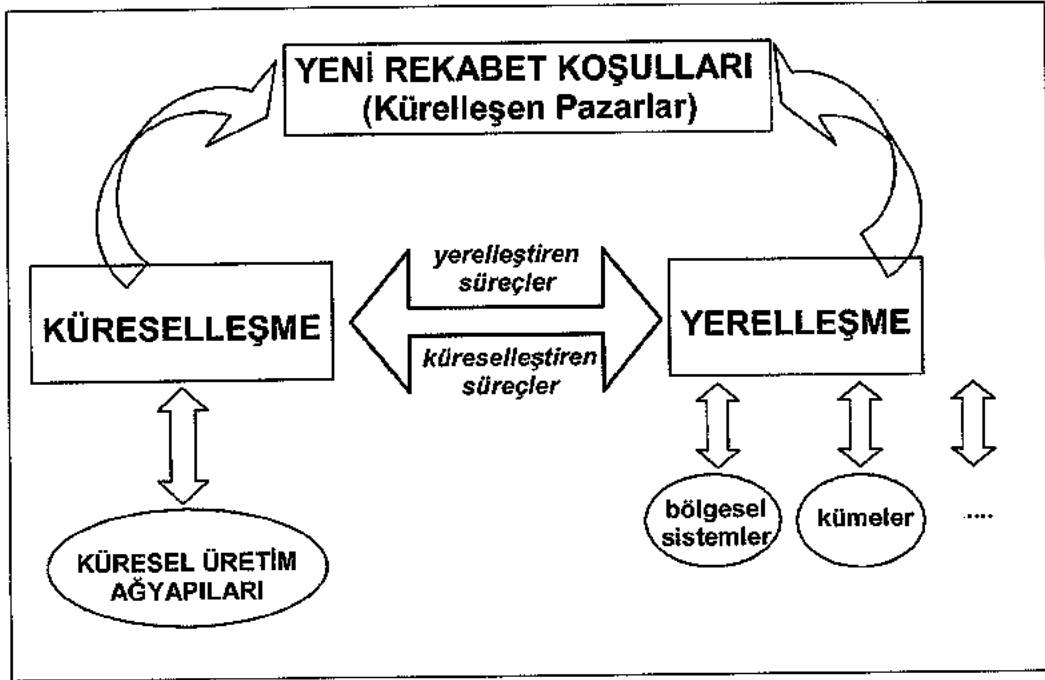 YENİ REKABET KOŞULLARI
(Kürelleşen Pazarlar)
yerelleştiren
süreçler
KÜRESELLEŞME
YERELLEŞME
küreselleştiren
süreçler
bölgesel
sistemler
kümeler
.....
KÜRESEL ÜRETİM
AĞYAPILARI